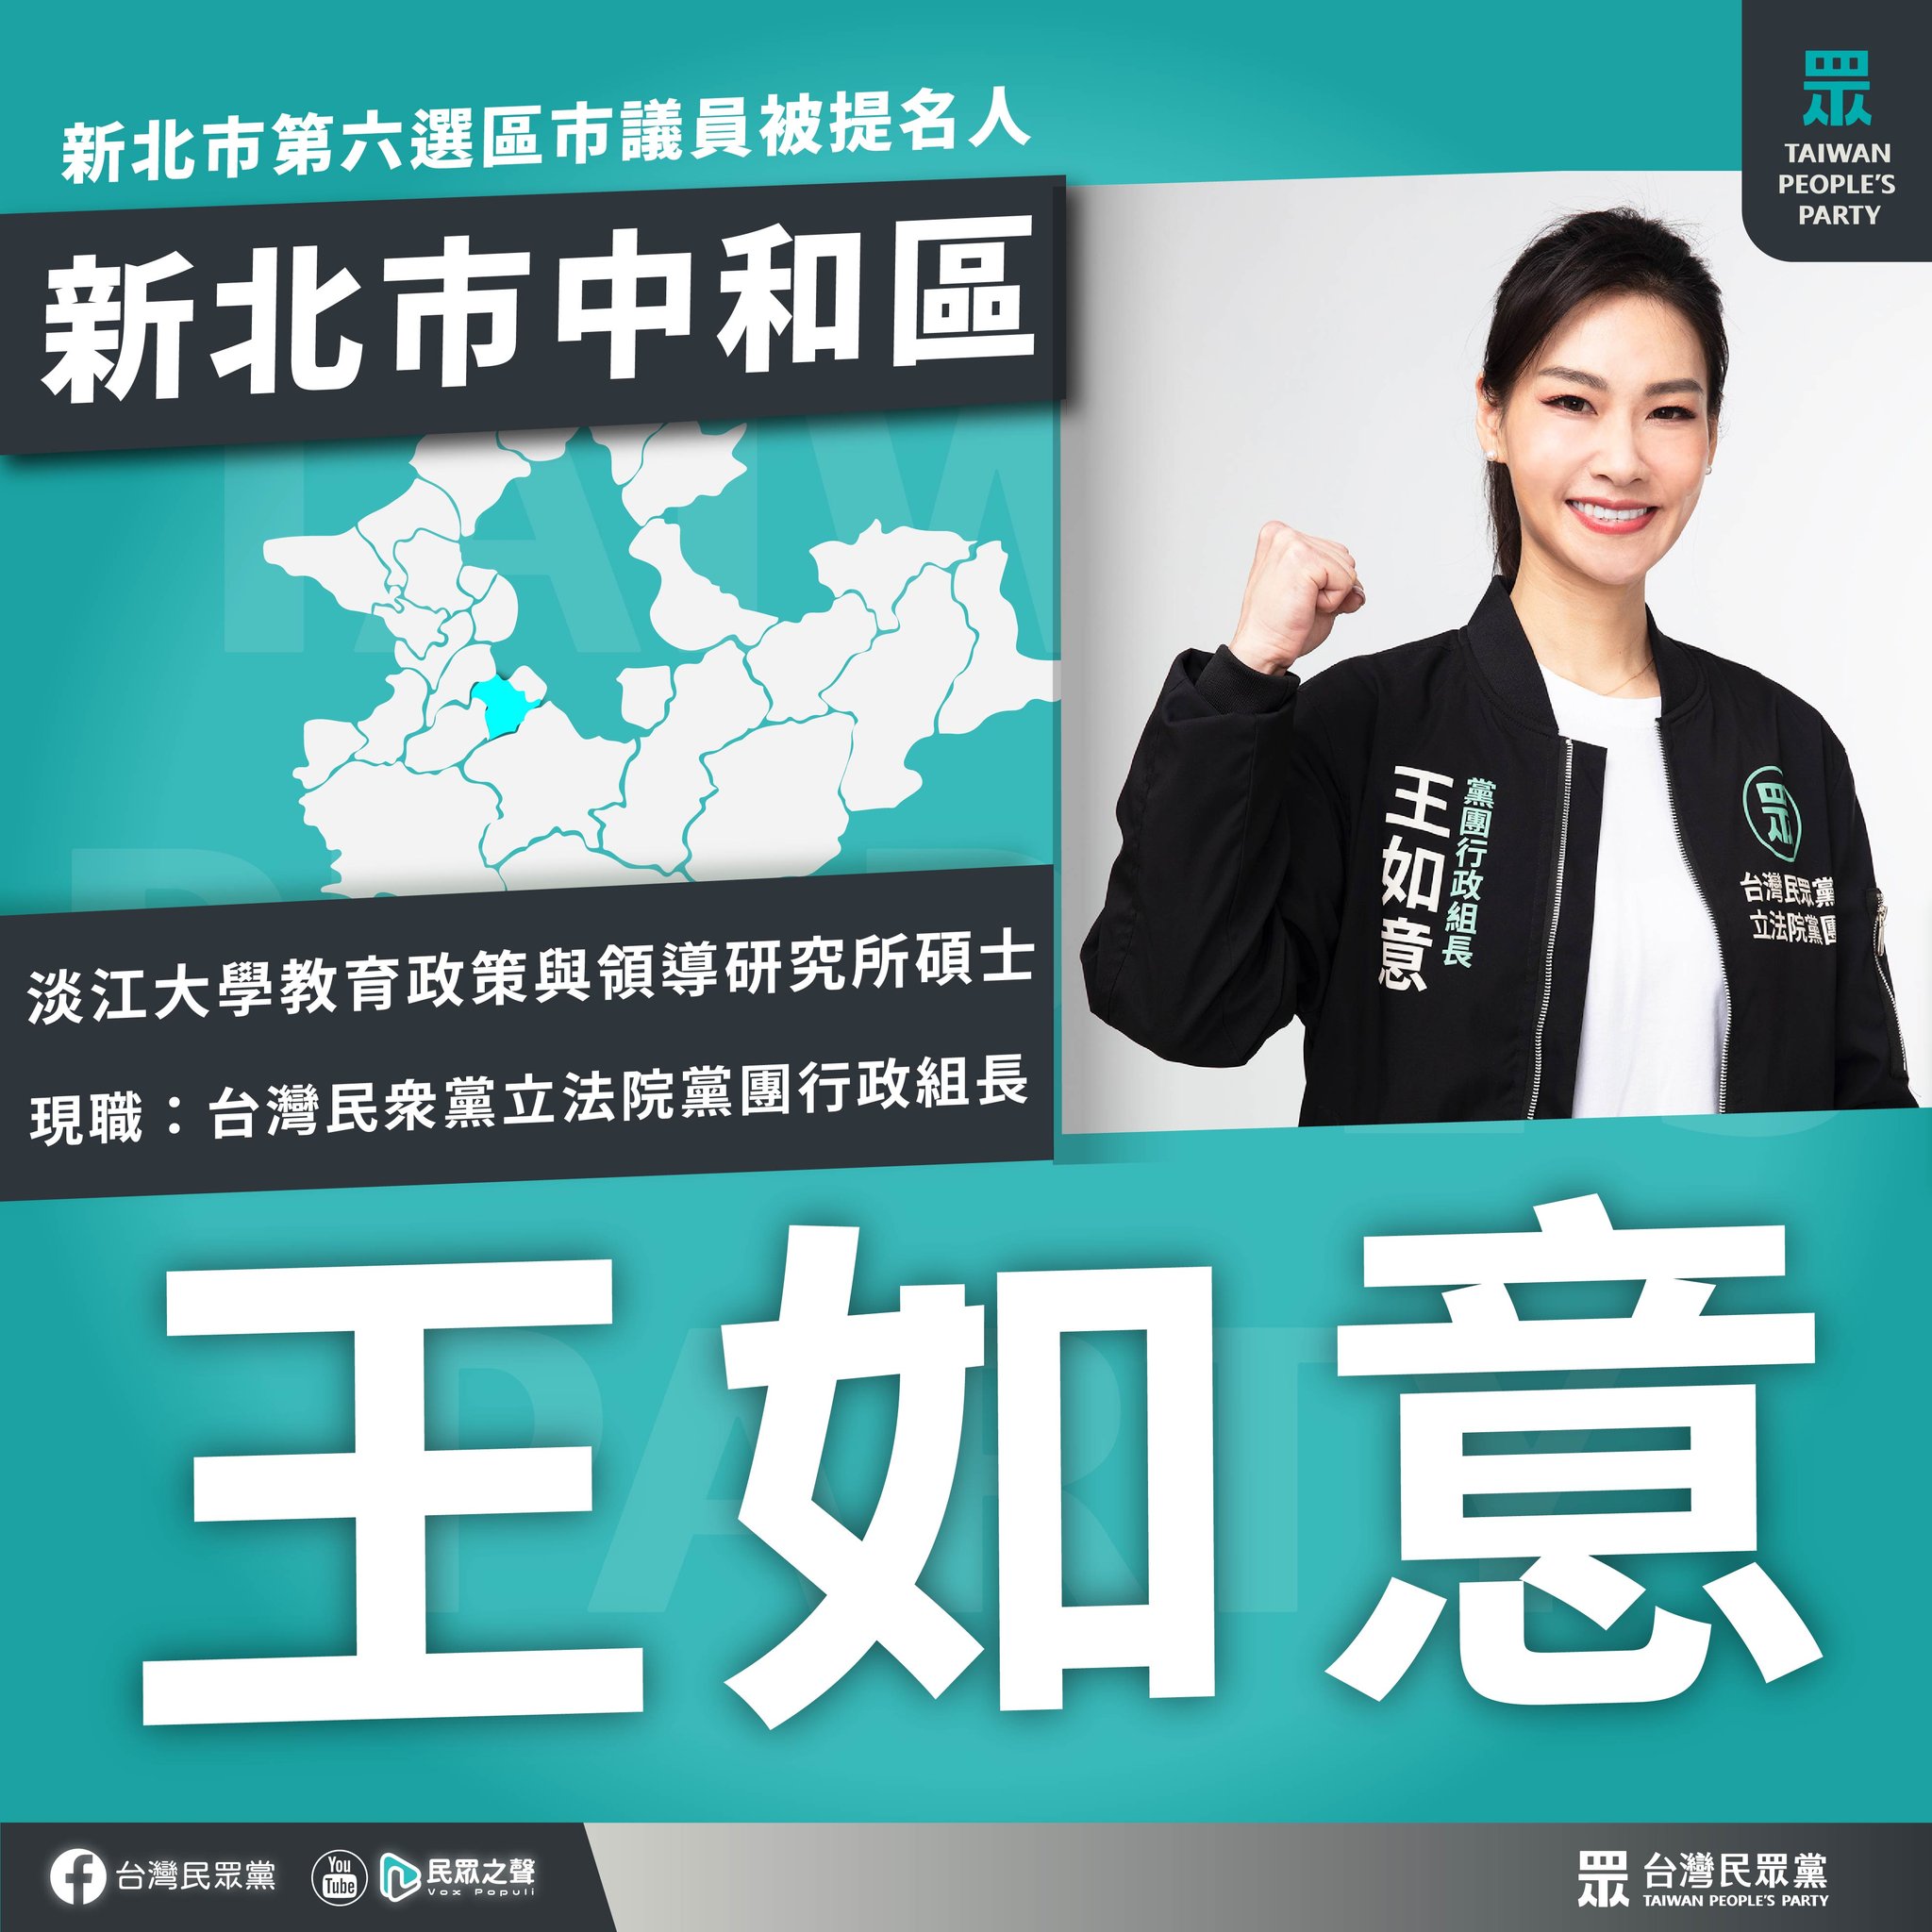 新北市第六選區市議員被提名人
新北市中和區
眾
TAIWAN
PEOPLE'S
PARTY
黨團行政組長
王如意
眾
台灣民眾黨
立法院黨團
淡江大學教育政策與領導研究所碩士
現職：台灣民衆黨立法院黨團行政組長
王如意
台灣民眾黨
You
Tube
民眾之聲
Vox Populi
眾 台灣民眾黨
TAIWAN PEOPLE'S PARTY